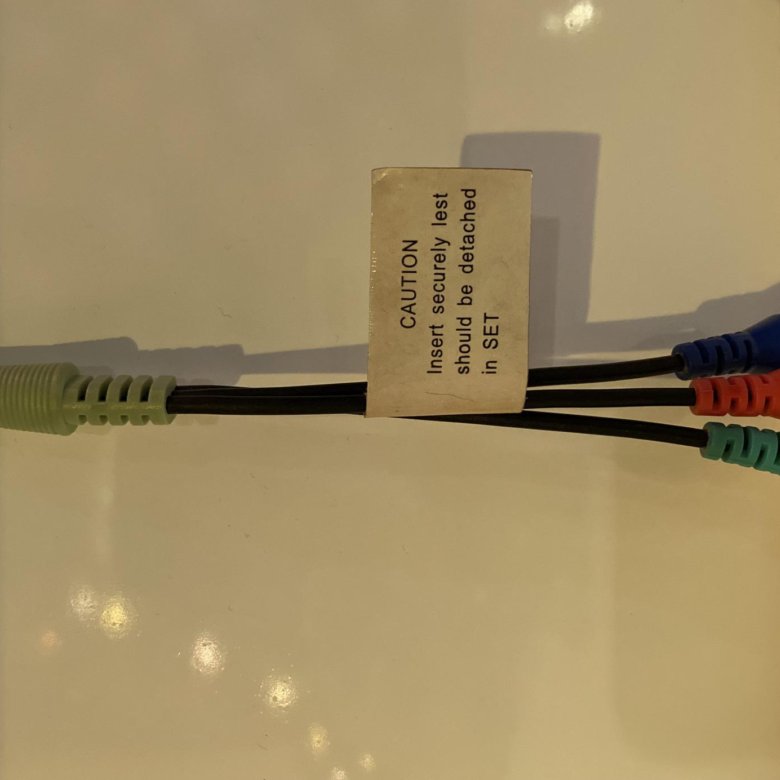 CAUTION
Insert securely lest
should be detached
in SET